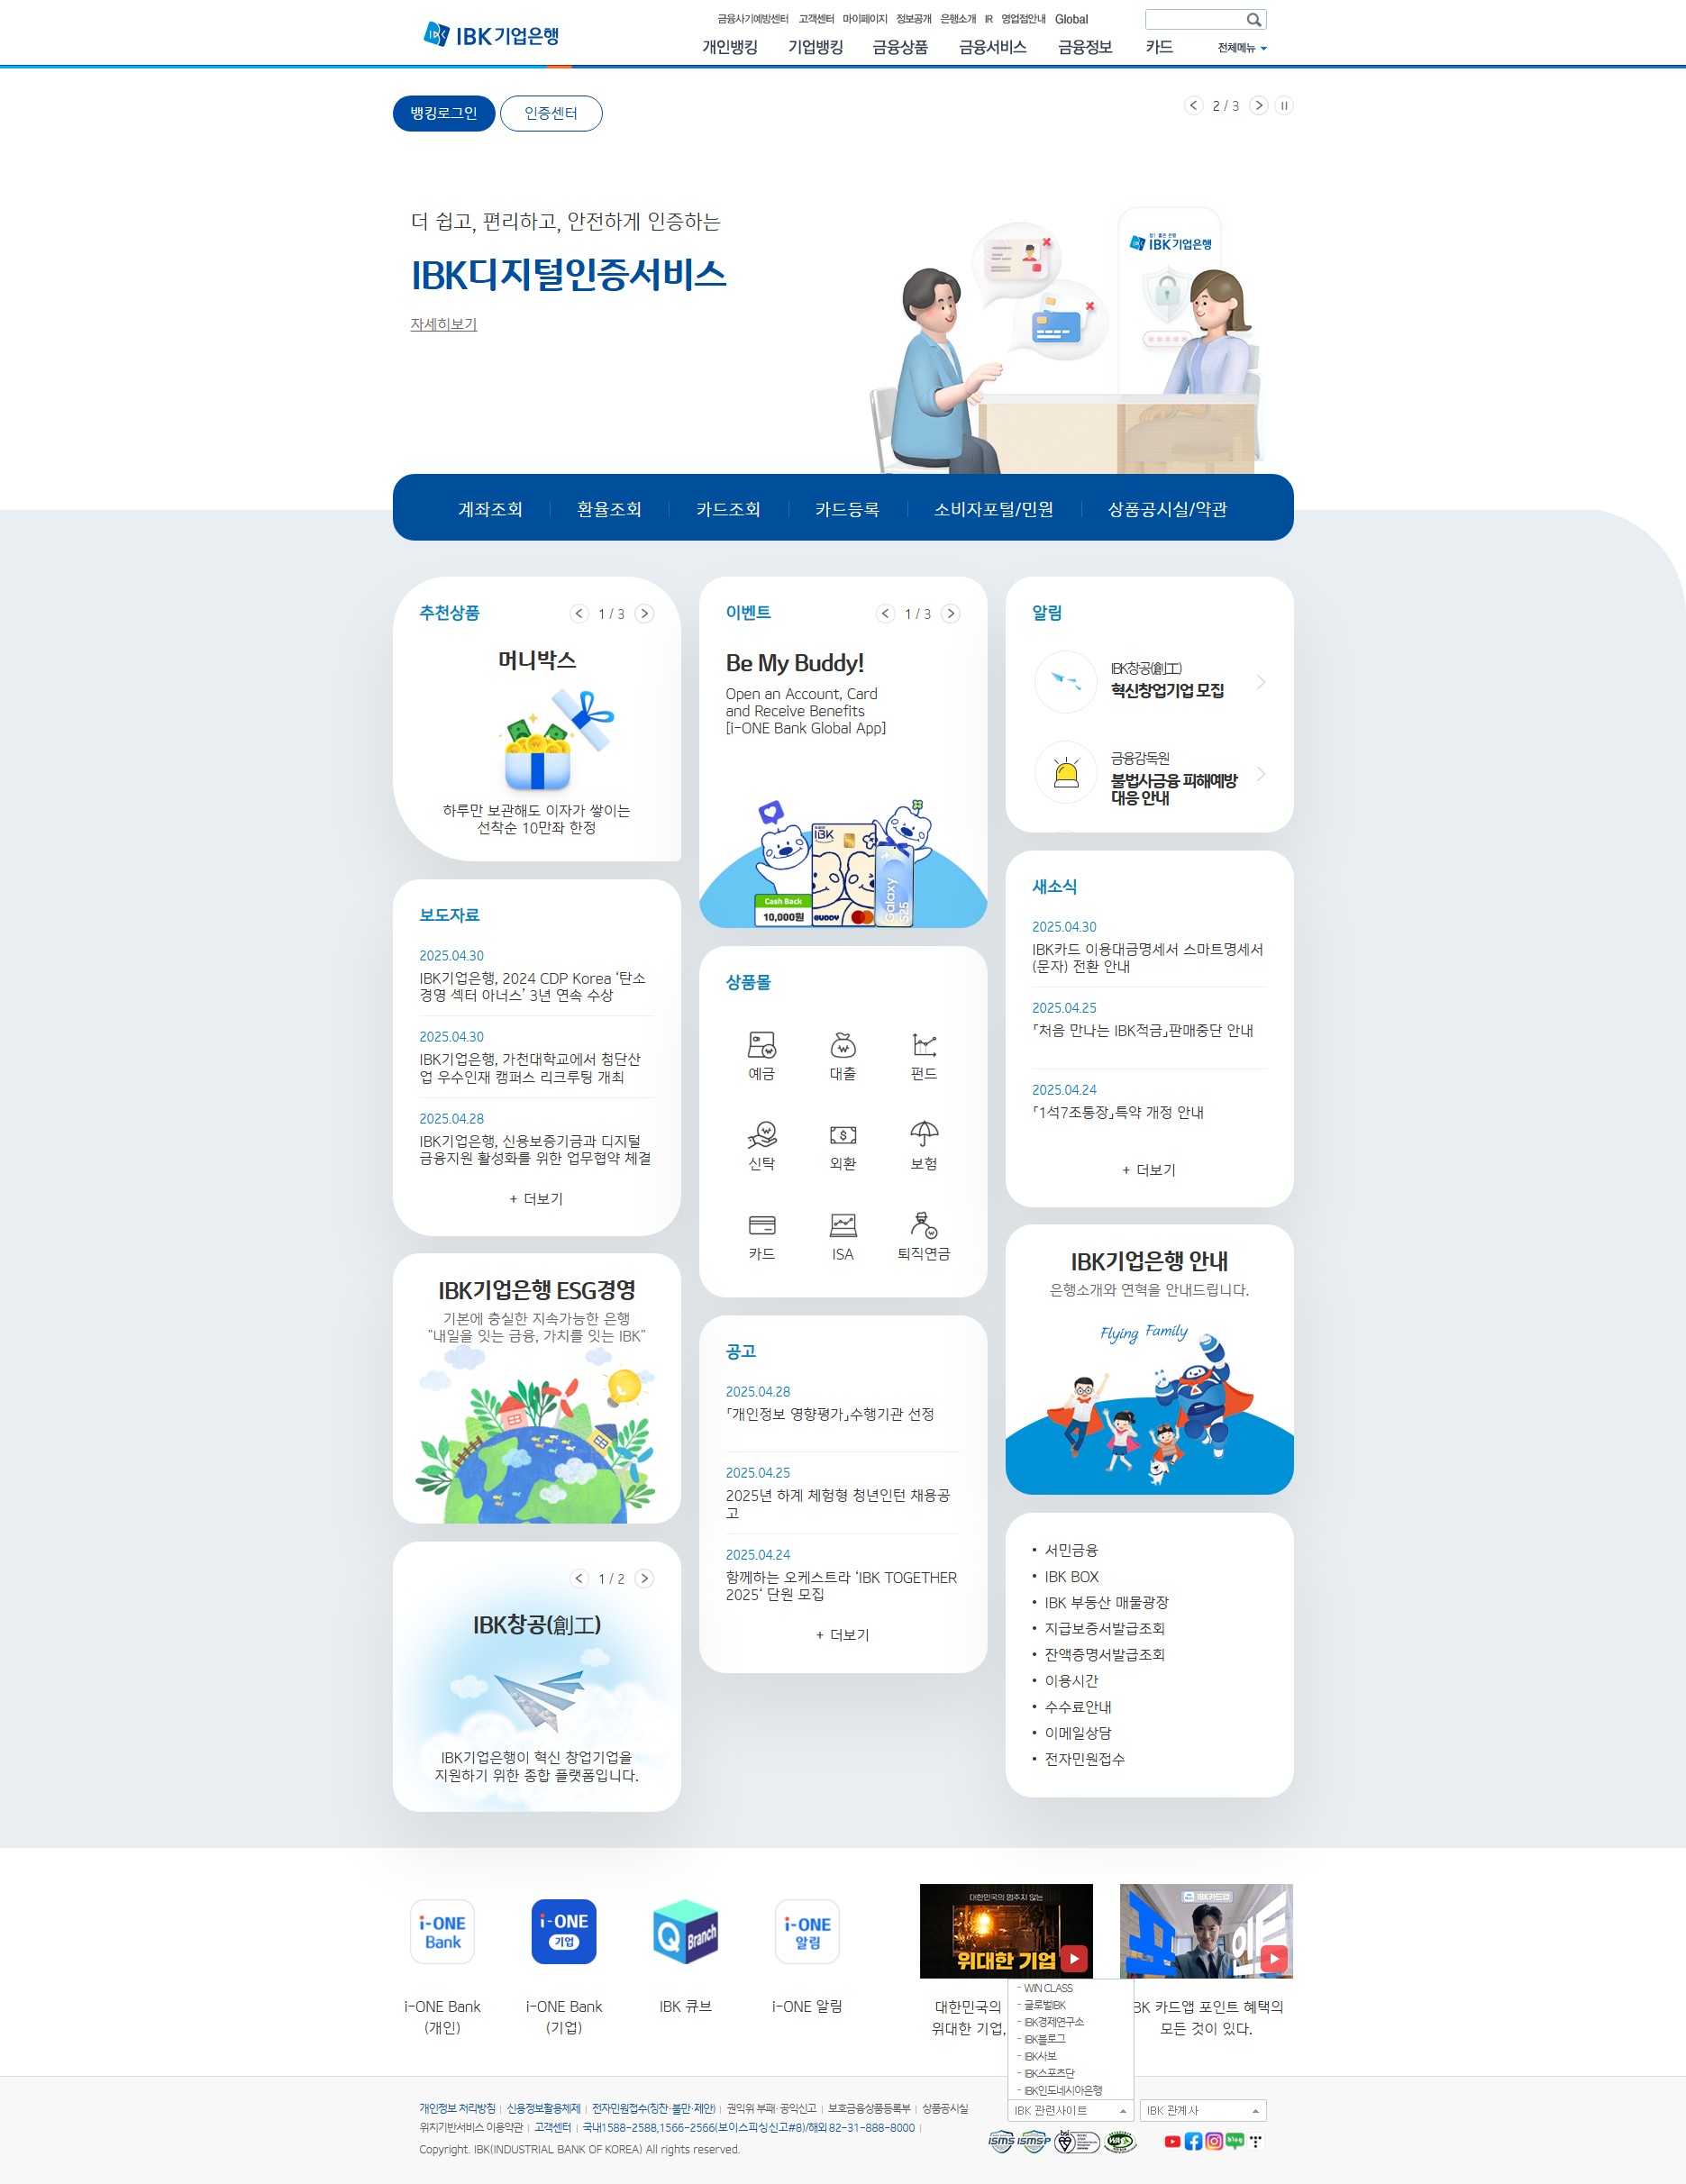 IBK기업은행
금융사기예방센터 고객센터 마이페이지 정보공개 은행소개 IR 영업점안내 Global
개인뱅킹 기업뱅킹 금융상품 금융서비스 금융정보 카드 전체메뉴
뱅킹로그인 인증센터
2 / 3
더 쉽고, 편리하고, 안전하게 인증하는
IBK디지털인증서비스
자세히보기
IBK기업은행
계좌조회 환율조회 카드조회 카드등록 소비자포털/민원 상품공시실/약관
추천상품
1 / 3
머니박스
하루만 보관해도 이자가 쌓이는
선착순 10만좌 한정
보도자료
2025.04.30
IBK기업은행, 2024 CDP Korea ‘탄소
경영 섹터 아너스’ 3년 연속 수상
2025.04.30
IBK기업은행, 가천대학교에서 첨단산
업 우수인재 캠퍼스 리크루팅 개최
2025.04.28
IBK기업은행, 신용보증기금과 디지털
금융지원 활성화를 위한 업무협약 체결
+ 더보기
IBK기업은행 ESG경영
기본에 충실한 지속가능한 은행
"내일을 잇는 금융, 가치를 잇는 IBK"
1 / 2
IBK창공(創工)
IBK기업은행이 혁신 창업기업을
지원하기 위한 종합 플랫폼입니다.
이벤트
1 / 3
Be My Buddy!
Open an Account, Card
and Receive Benefits
[i-ONE Bank Global App]
IBK
Cash Back
10,000원
BUDDY
Galaxy
S25
상품몰
예금 대출 펀드
신탁 외환 보험
카드 ISA 퇴직연금
공고
2025.04.28
「개인정보 영향평가」수행기관 선정
2025.04.25
2025년 하계 체험형 청년인턴 채용공
고
2025.04.24
함께하는 오케스트라 ‘IBK TOGETHER
2025‘ 단원 모집
+ 더보기
알림
IBK창공(創工)
혁신창업기업 모집
금융감독원
불법사금융 피해예방
대응 안내
새소식
2025.04.30
IBK카드 이용대금명세서 스마트명세서
(문자) 전환 안내
2025.04.25
「처음 만나는 IBK적금」판매중단 안내
2025.04.24
「1석7조통장」특약 개정 안내
+ 더보기
IBK기업은행 안내
은행소개와 연혁을 안내드립니다.
Flying Family
• 서민금융
• IBK BOX
• IBK 부동산 매물광장
• 지급보증서발급조회
• 잔액증명서발급조회
• 이용시간
• 수수료안내
• 이메일상담
• 전자민원접수
i-ONE
Bank
i-ONE
기업
Q Branch
i-ONE
알림
i-ONE Bank
(개인)
i-ONE Bank
(기업)
IBK 큐브
i-ONE 알림
대한민국의 멈추지 않는
위대한 기업
대한민국의
위대한 기업,
IBK카드앱
포인트
BK 카드앱 포인트 혜택의
모든 것이 있다.
- WIN CLASS
- 글로벌IBK
- IBK경제연구소
- IBK블로그
- IBK사보
- IBK스포츠단
- IBK인도네시아은행
IBK 관련사이트
IBK 관계사
개인정보 처리방침 | 신용정보활용체제 | 전자민원접수(칭찬·불만·제안) | 권익위 부패·공익신고 | 보호금융상품등록부 | 상품공시실
위치기반서비스 이용약관 | 고객센터 | 국내1588-2588,1566-2566(보이스피싱신고#8)/해외 82-31-888-8000 |
Copyright. IBK(INDUSTRIAL BANK OF KOREA) All rights reserved.
ISMS ISMS-P WA blog